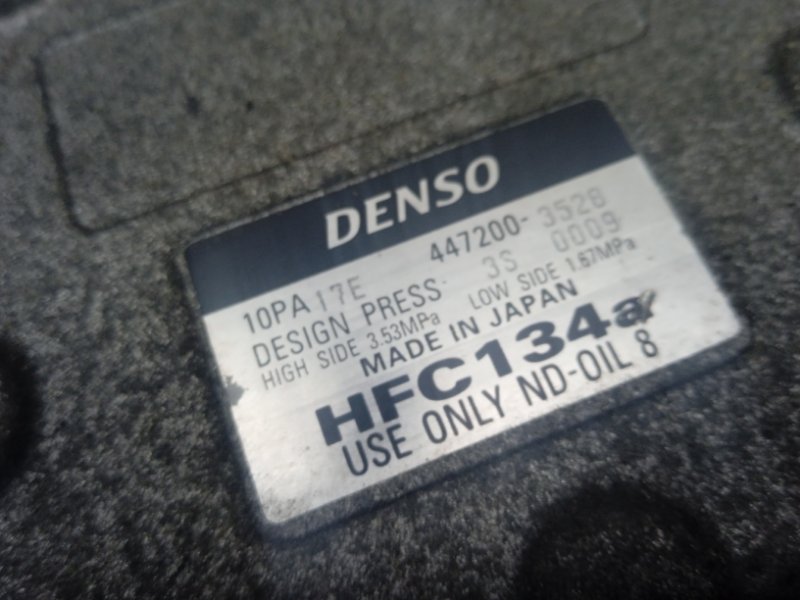 DENSO
10PA17E 447200-3528
DESIGN PRESS 3S 0009
HIGH SIDE 3.53MPa LOW SIDE 1.67MPa
MADE IN JAPAN
HFC134a
USE ONLY ND-OIL 8